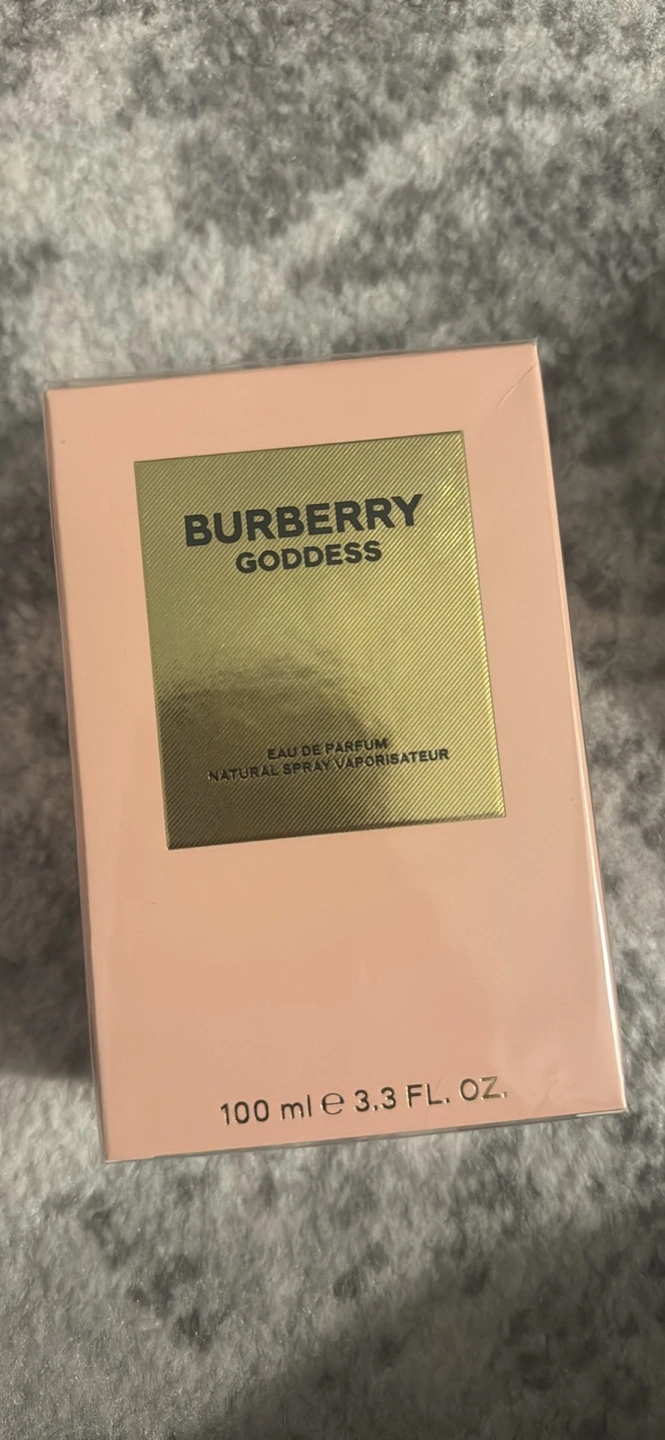 BURBERRY
GODDESS
EAU DE PARFUM
NATURAL SPRAY VAPORISATEUR
100 ml ℮ 3.3 FL. OZ.